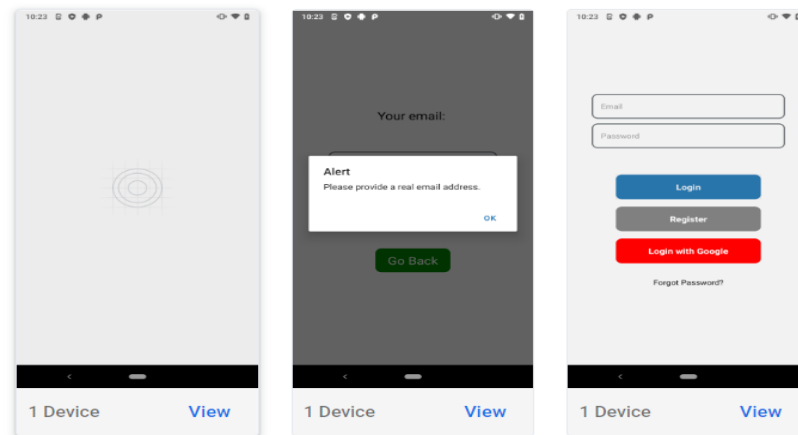 10:23
10:23
10:23
Your email:
Alert
Please provide a real email address.
OK
Go Back
Email
Password
Login
Register
Login with Google
Forgot Password?
1 Device View
1 Device View
1 Device View